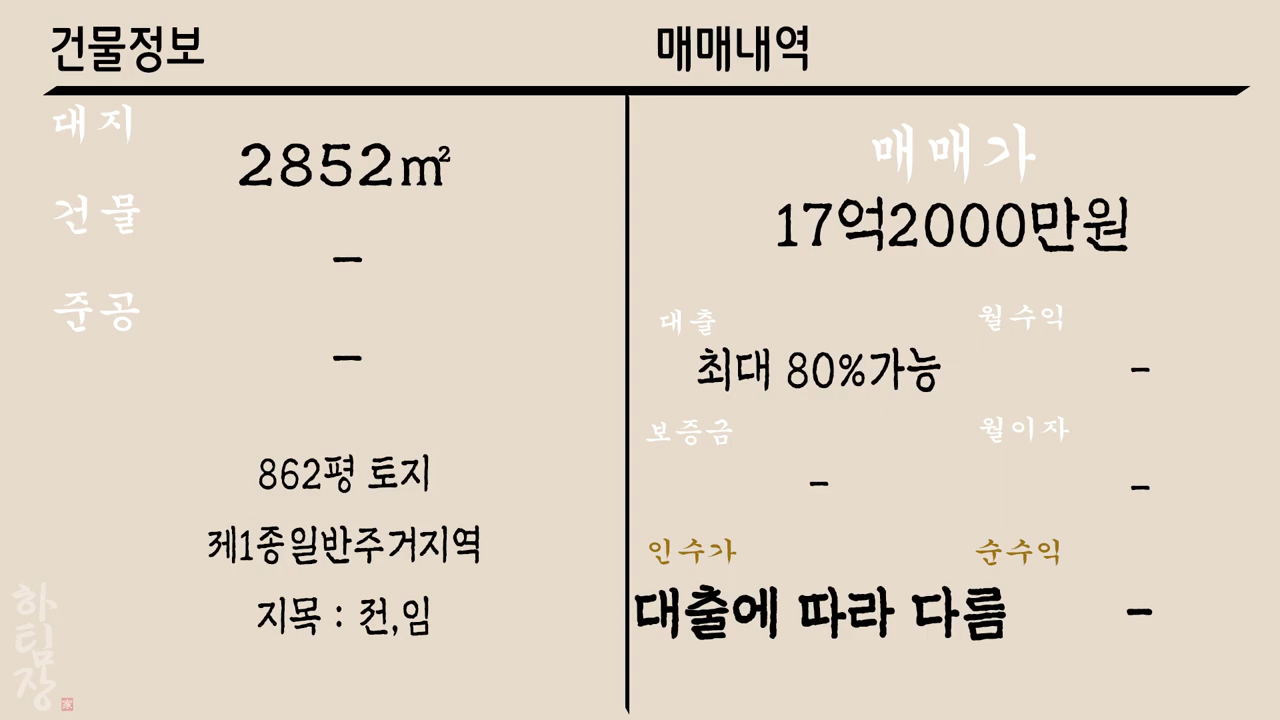 건물정보
대지
2852㎡
건물
-
준공
-
862평 토지
제1종일반주거지역
지목 : 전,임
매매내역
매매가
17억2000만원
대출
최대 80%가능
월수익
-
보증금
-
월이자
-
인수가
대출에 따라 다름
순수익
-
하팀장